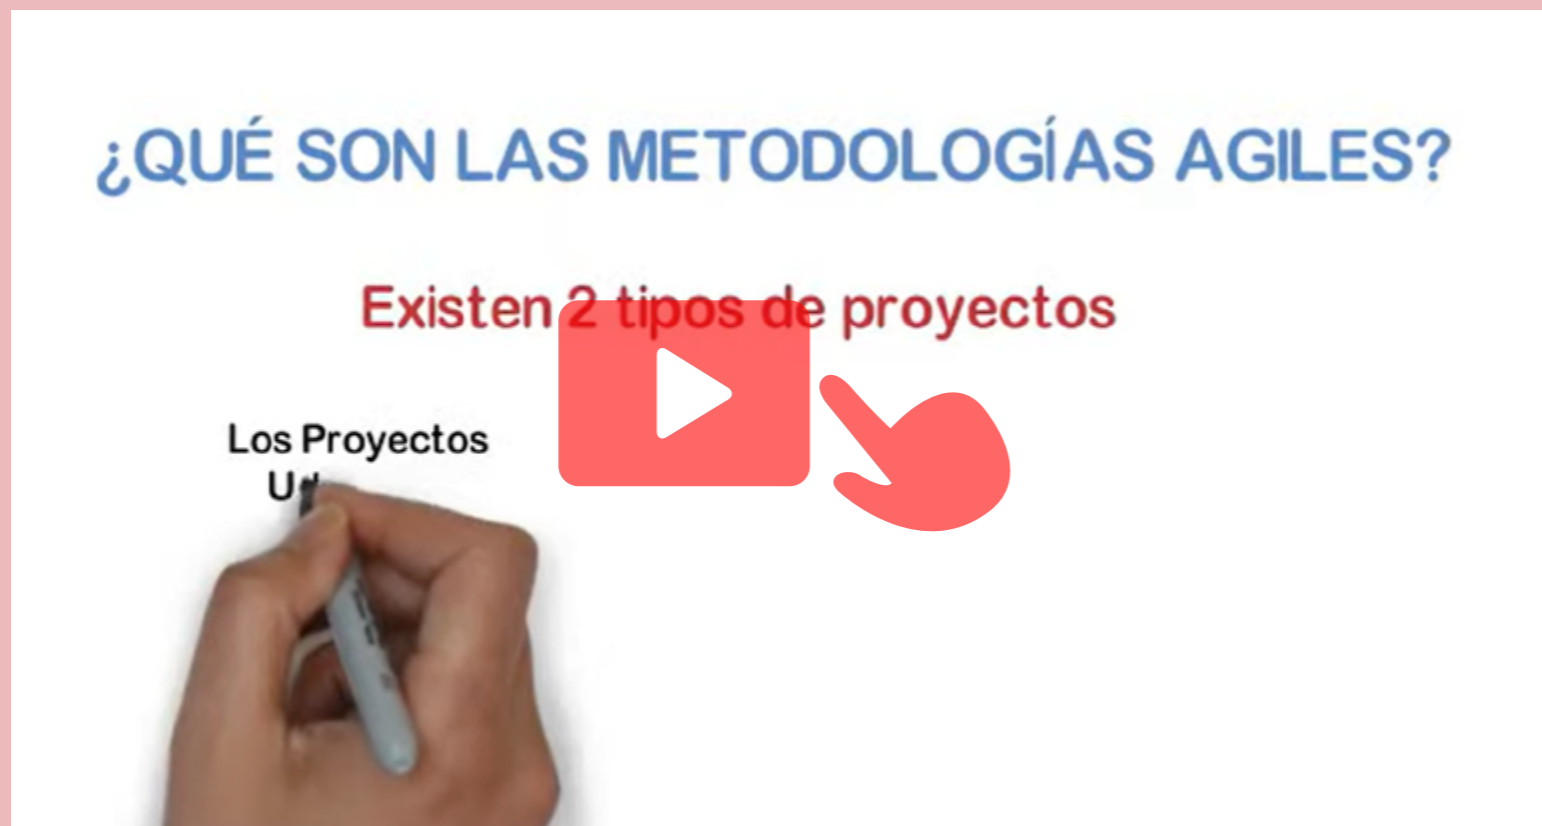 ¿QUÉ SON LAS METODOLOGÍAS AGILES?
Existen 2 tipos de proyectos
Los Proyectos